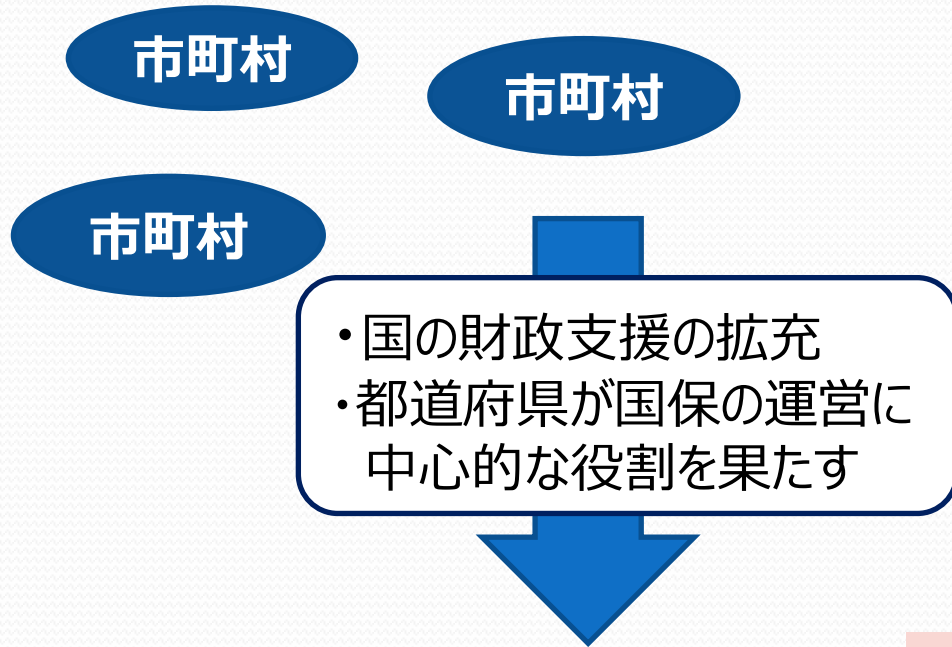 市町村
市町村
市町村
・国の財政支援の拡充
・都道府県が国保の運営に
中心的な役割を果たす